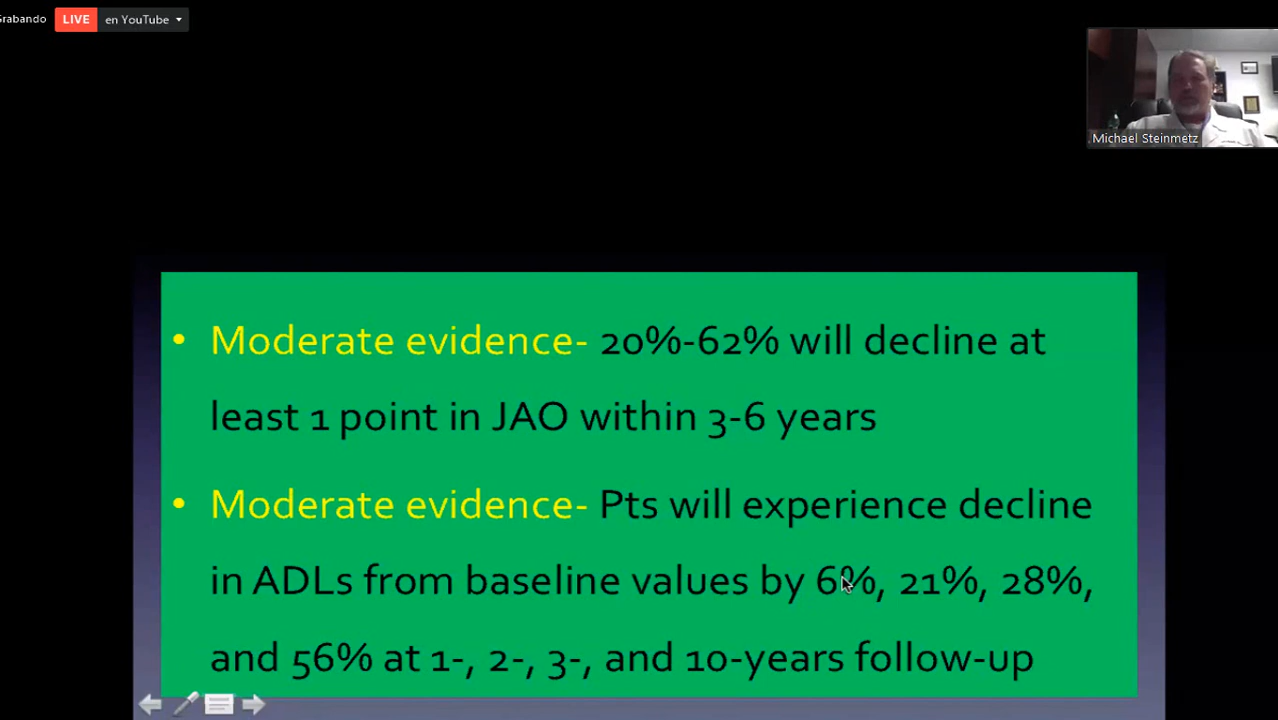 Grabando
LIVE en YouTube
Michael Steinmetz
• Moderate evidence- 20%-62% will decline at
least 1 point in JAO within 3-6 years
• Moderate evidence- Pts will experience decline
in ADLs from baseline values by 6%, 21%, 28%,
and 56% at 1-, 2-, 3-, and 10-years follow-up